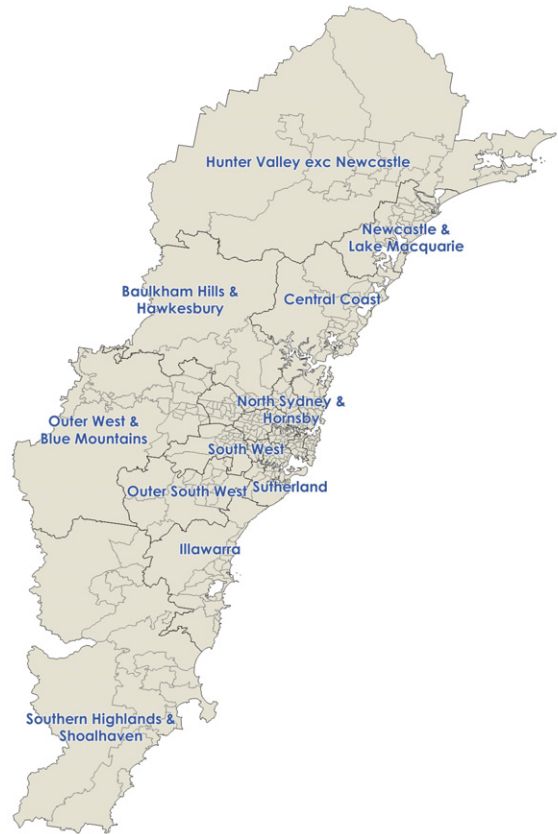 Hunter Valley exc Newcastle
Newcastle &
Lake Macquarie
Baulkham Hills &
Hawkesbury
Central Coast
North Sydney &
Hornsby
Outer West &
Blue Mountains
South West
Outer South West
Sutherland
Illawarra
Southern Highlands &
Shoalhaven